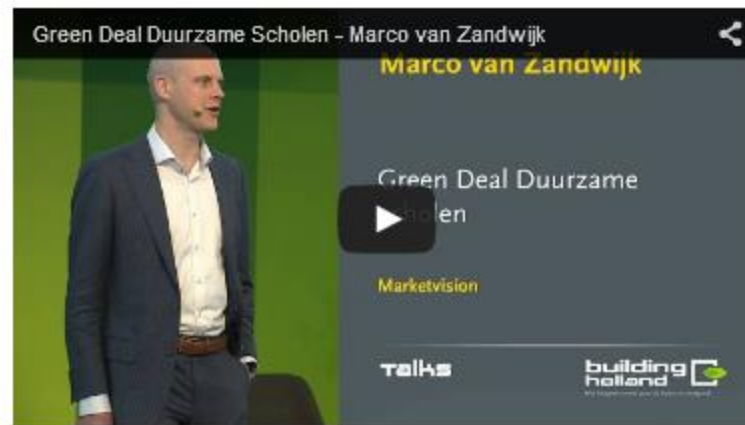 Green Deal Duurzame Scholen - Marco van Zandwijk
Marco van Zandwijk
Green Deal Duurzame
len
Marketvision
Talks
building
holland